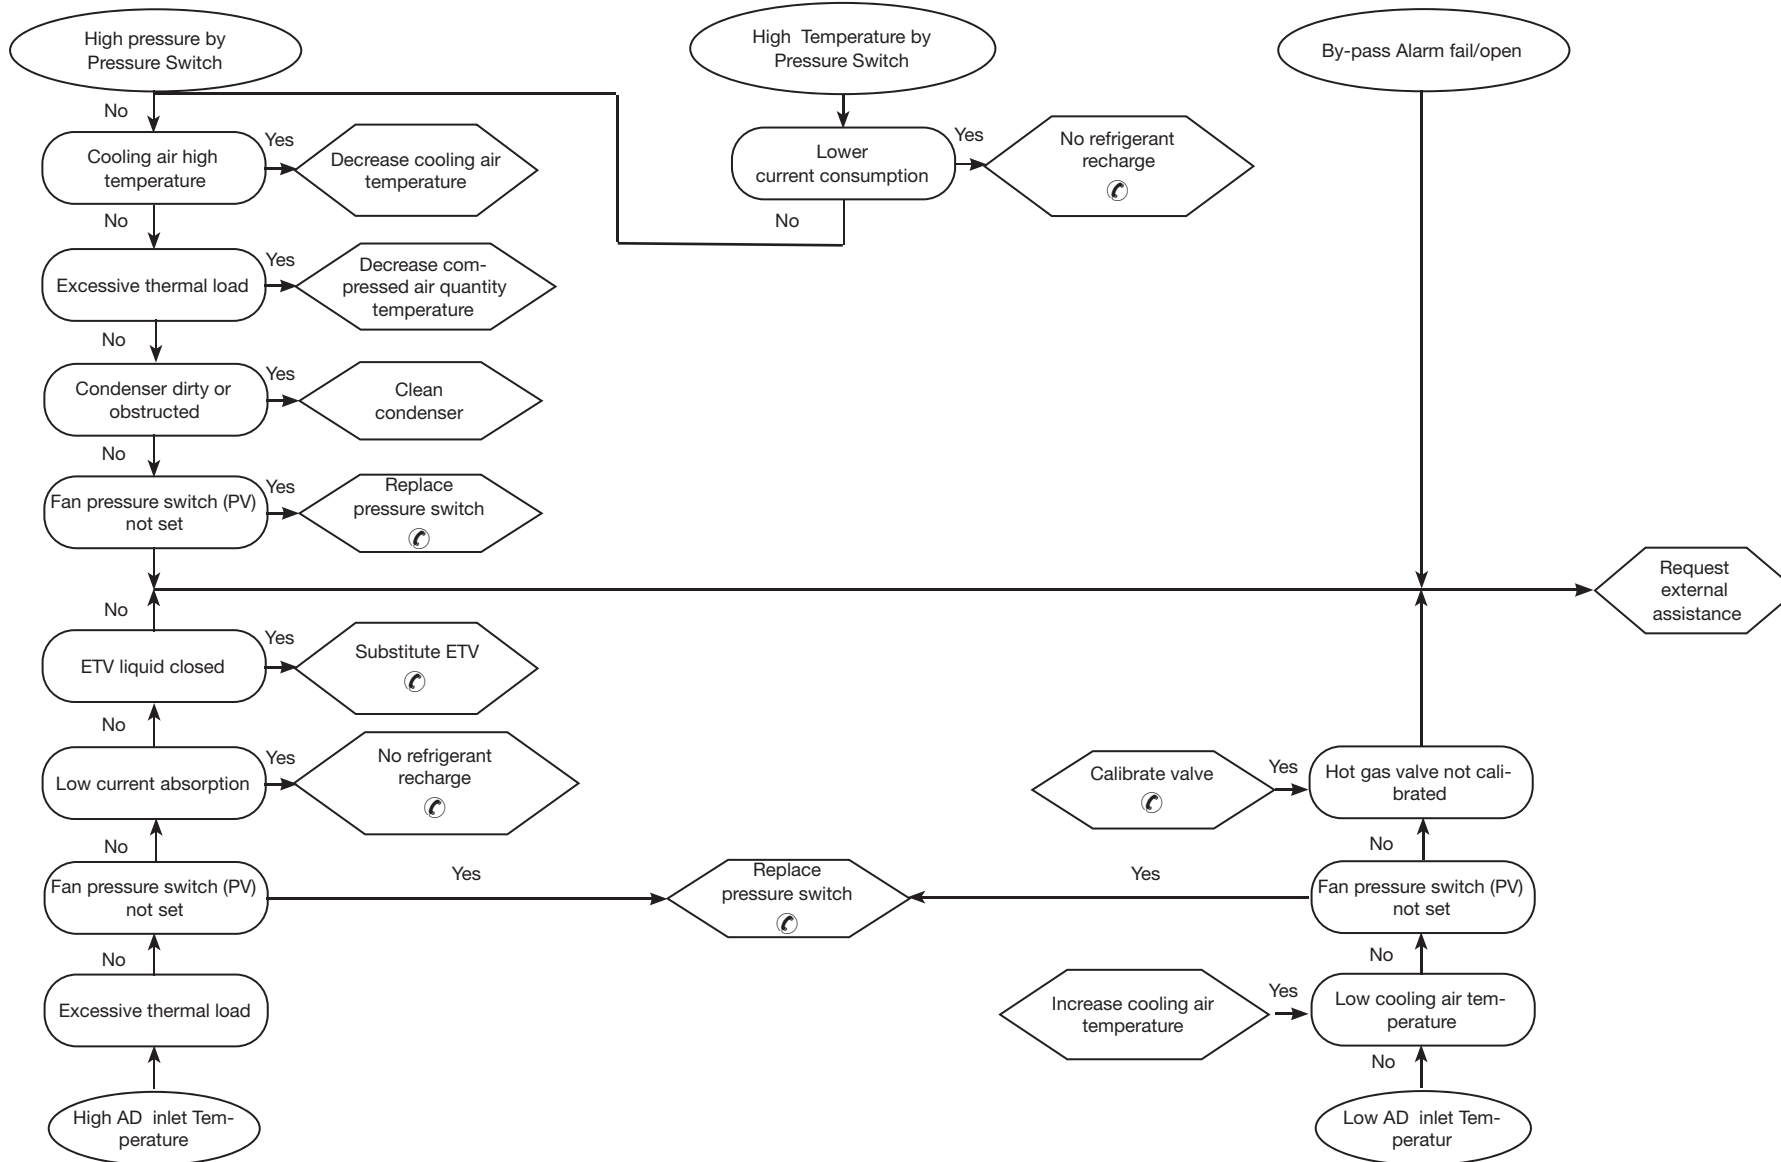 High pressure by
Pressure Switch
High  Temperature by
Pressure Switch
By-pass Alarm fail/open
No
Cooling air high
temperature
Yes
Decrease cooling air
temperature
Lower
current consumption
Yes
No refrigerant
recharge
No
No
Excessive thermal load
Yes
Decrease com-
pressed air quantity
temperature
No
Condenser dirty or
obstructed
Yes
Clean
condenser
No
Fan pressure switch (PV)
not set
Yes
Replace
pressure switch
Request
external
assistance
No
ETV liquid closed
Yes
Substitute ETV
No
Low current absorption
Yes
No refrigerant
recharge
Calibrate valve
Yes
Hot gas valve not cali-
brated
No
No
Fan pressure switch (PV)
not set
Yes
Replace
pressure switch
Yes
Fan pressure switch (PV)
not set
No
No
Excessive thermal load
Increase cooling air
temperature
Yes
Low cooling air tem-
perature
No
High AD  inlet Tem-
perature
Low AD  inlet Tem-
peratur